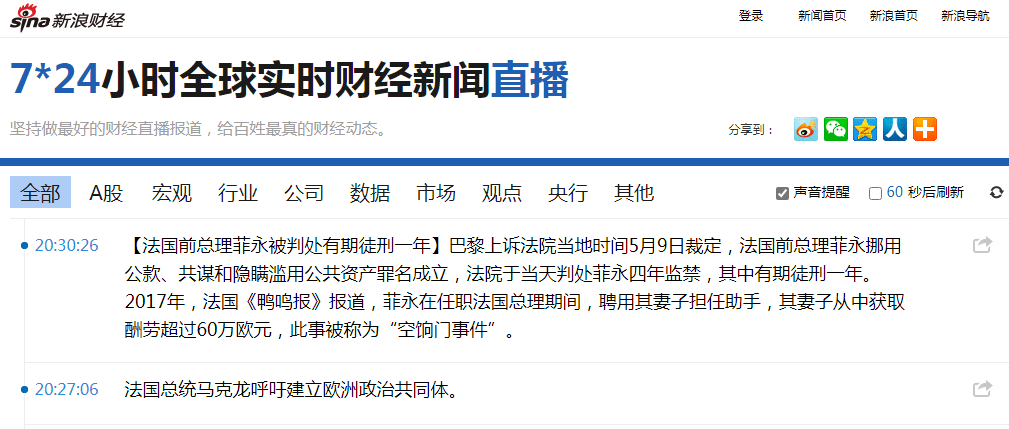 sina新浪财经
登录 新闻首页 新浪首页 新浪导航
7*24小时全球实时财经新闻直播
坚持做最好的财经直播报道，给百姓最真的财经动态。
分享到：
全部 A股 宏观 行业 公司 数据 市场 观点 央行 其他
声音提醒 60 秒后刷新
20:30:26 【法国前总理菲永被判处有期徒刑一年】巴黎上诉法院当地时间5月9日裁定，法国前总理菲永挪用
公款、共谋和隐瞒滥用公共资产罪名成立，法院于当天判处菲永四年监禁，其中有期徒刑一年。
2017年，法国《鸭鸣报》报道，菲永在任职法国总理期间，聘用其妻子担任助手，其妻子从中获取
酬劳超过60万欧元，此事被称为“空饷门事件”。
20:27:06 法国总统马克龙呼吁建立欧洲政治共同体。